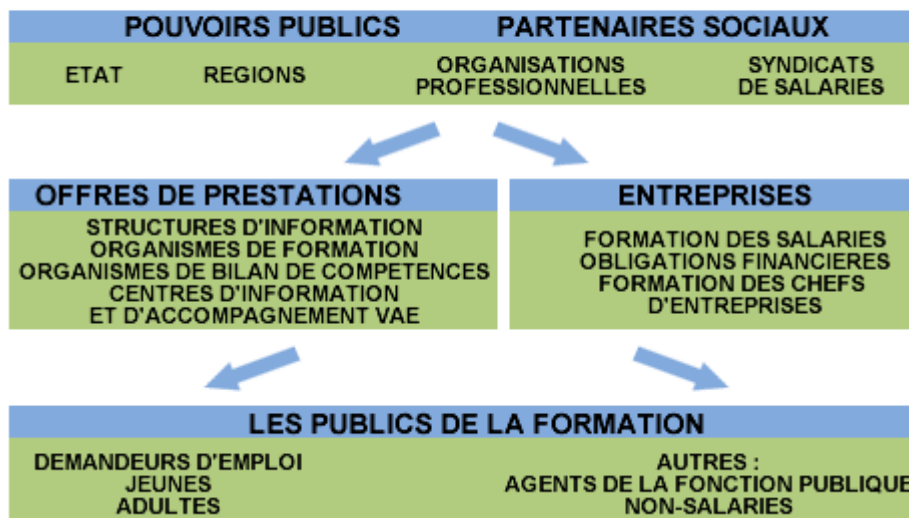 POUVOIRS PUBLICS PARTENAIRES SOCIAUX
ETAT REGIONS ORGANISATIONS PROFESSIONNELLES SYNDICATS DE SALARIES
OFFRES DE PRESTATIONS
STRUCTURES D'INFORMATION
ORGANISMES DE FORMATION
ORGANISMES DE BILAN DE COMPETENCES
CENTRES D'INFORMATION
ET D'ACCOMPAGNEMENT VAE
ENTREPRISES
FORMATION DES SALARIES
OBLIGATIONS FINANCIERES
FORMATION DES CHEFS
D'ENTREPRISES
LES PUBLICS DE LA FORMATION
DEMANDEURS D'EMPLOI
JEUNES
ADULTES
AUTRES :
AGENTS DE LA FONCTION PUBLIQUE
NON-SALARIES